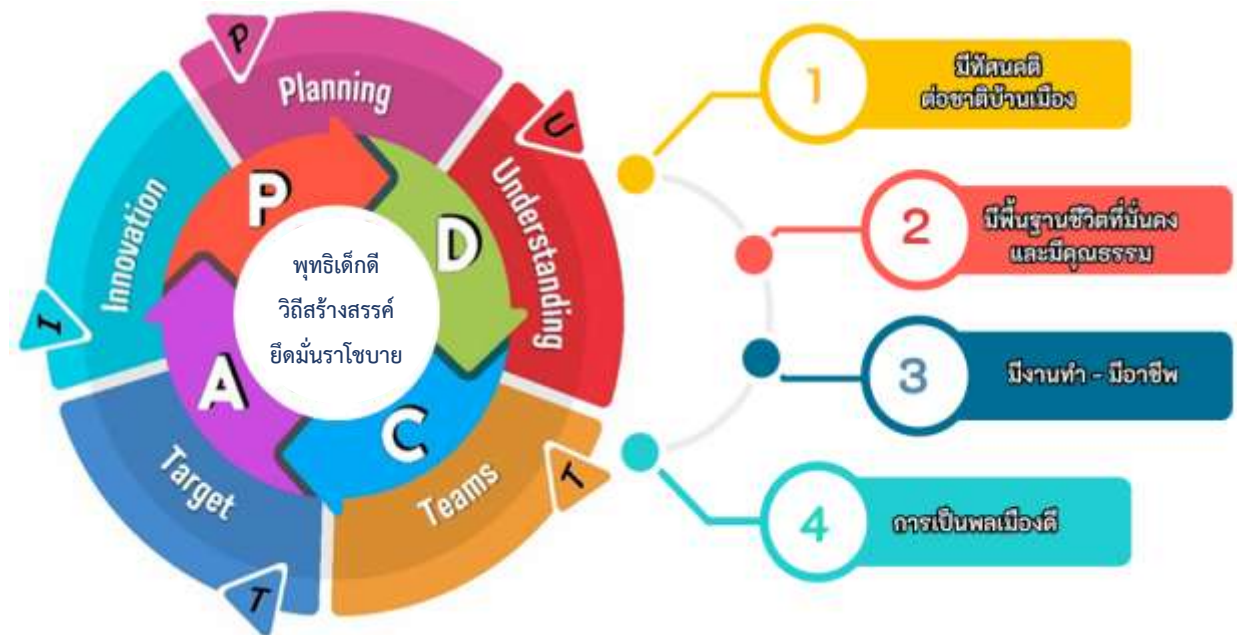 P
Planning
U
Understanding
T
Teams
T
Target
I
Innovation
P
D
C
A
พุทธิเด็กดี
วิถีสร้างสรรค์
ยึดมั่นราโชบาย
1
มีทัศนคติ
ต่อชาติบ้านเมือง
2
มีพื้นฐานชีวิตที่มั่นคง
และมีคุณธรรม
3
มีงานทำ - มีอาชีพ
4
การเป็นพลเมืองดี